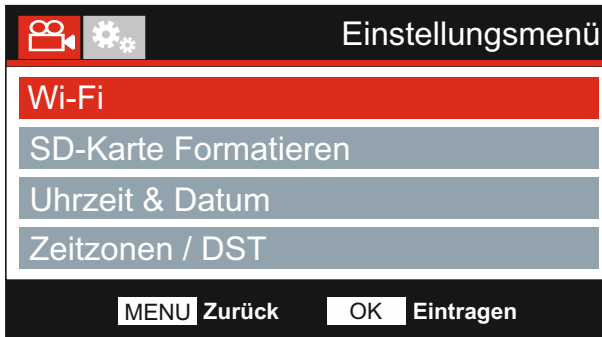 Einstellungsmenü
Wi-Fi
SD-Karte Formatieren
Uhrzeit & Datum
Zeitzonen / DST
MENU Zurück OK Eintragen